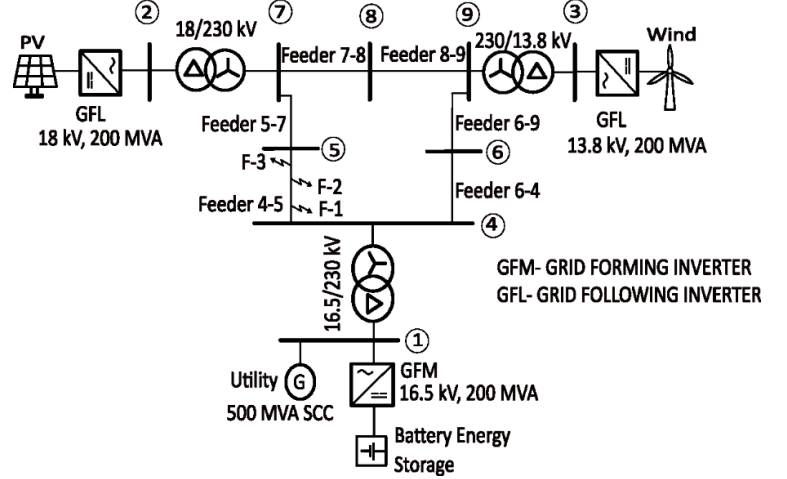 ②
⑦
⑧
⑨
③
PV
18/230 kV
230/13.8 kV
Wind
Feeder 7-8
Feeder 8-9
GFL
18 kV, 200 MVA
GFL
13.8 kV, 200 MVA
Feeder 5-7
Feeder 6-9
⑤
⑥
F-3
F-2
Feeder 4-5
F-1
Feeder 6-4
④
16.5/230 kV
GFM- GRID FORMING INVERTER
GFL- GRID FOLLOWING INVERTER
①
Utility
G
500 MVA SCC
GFM
16.5 kV, 200 MVA
Battery Energy
Storage